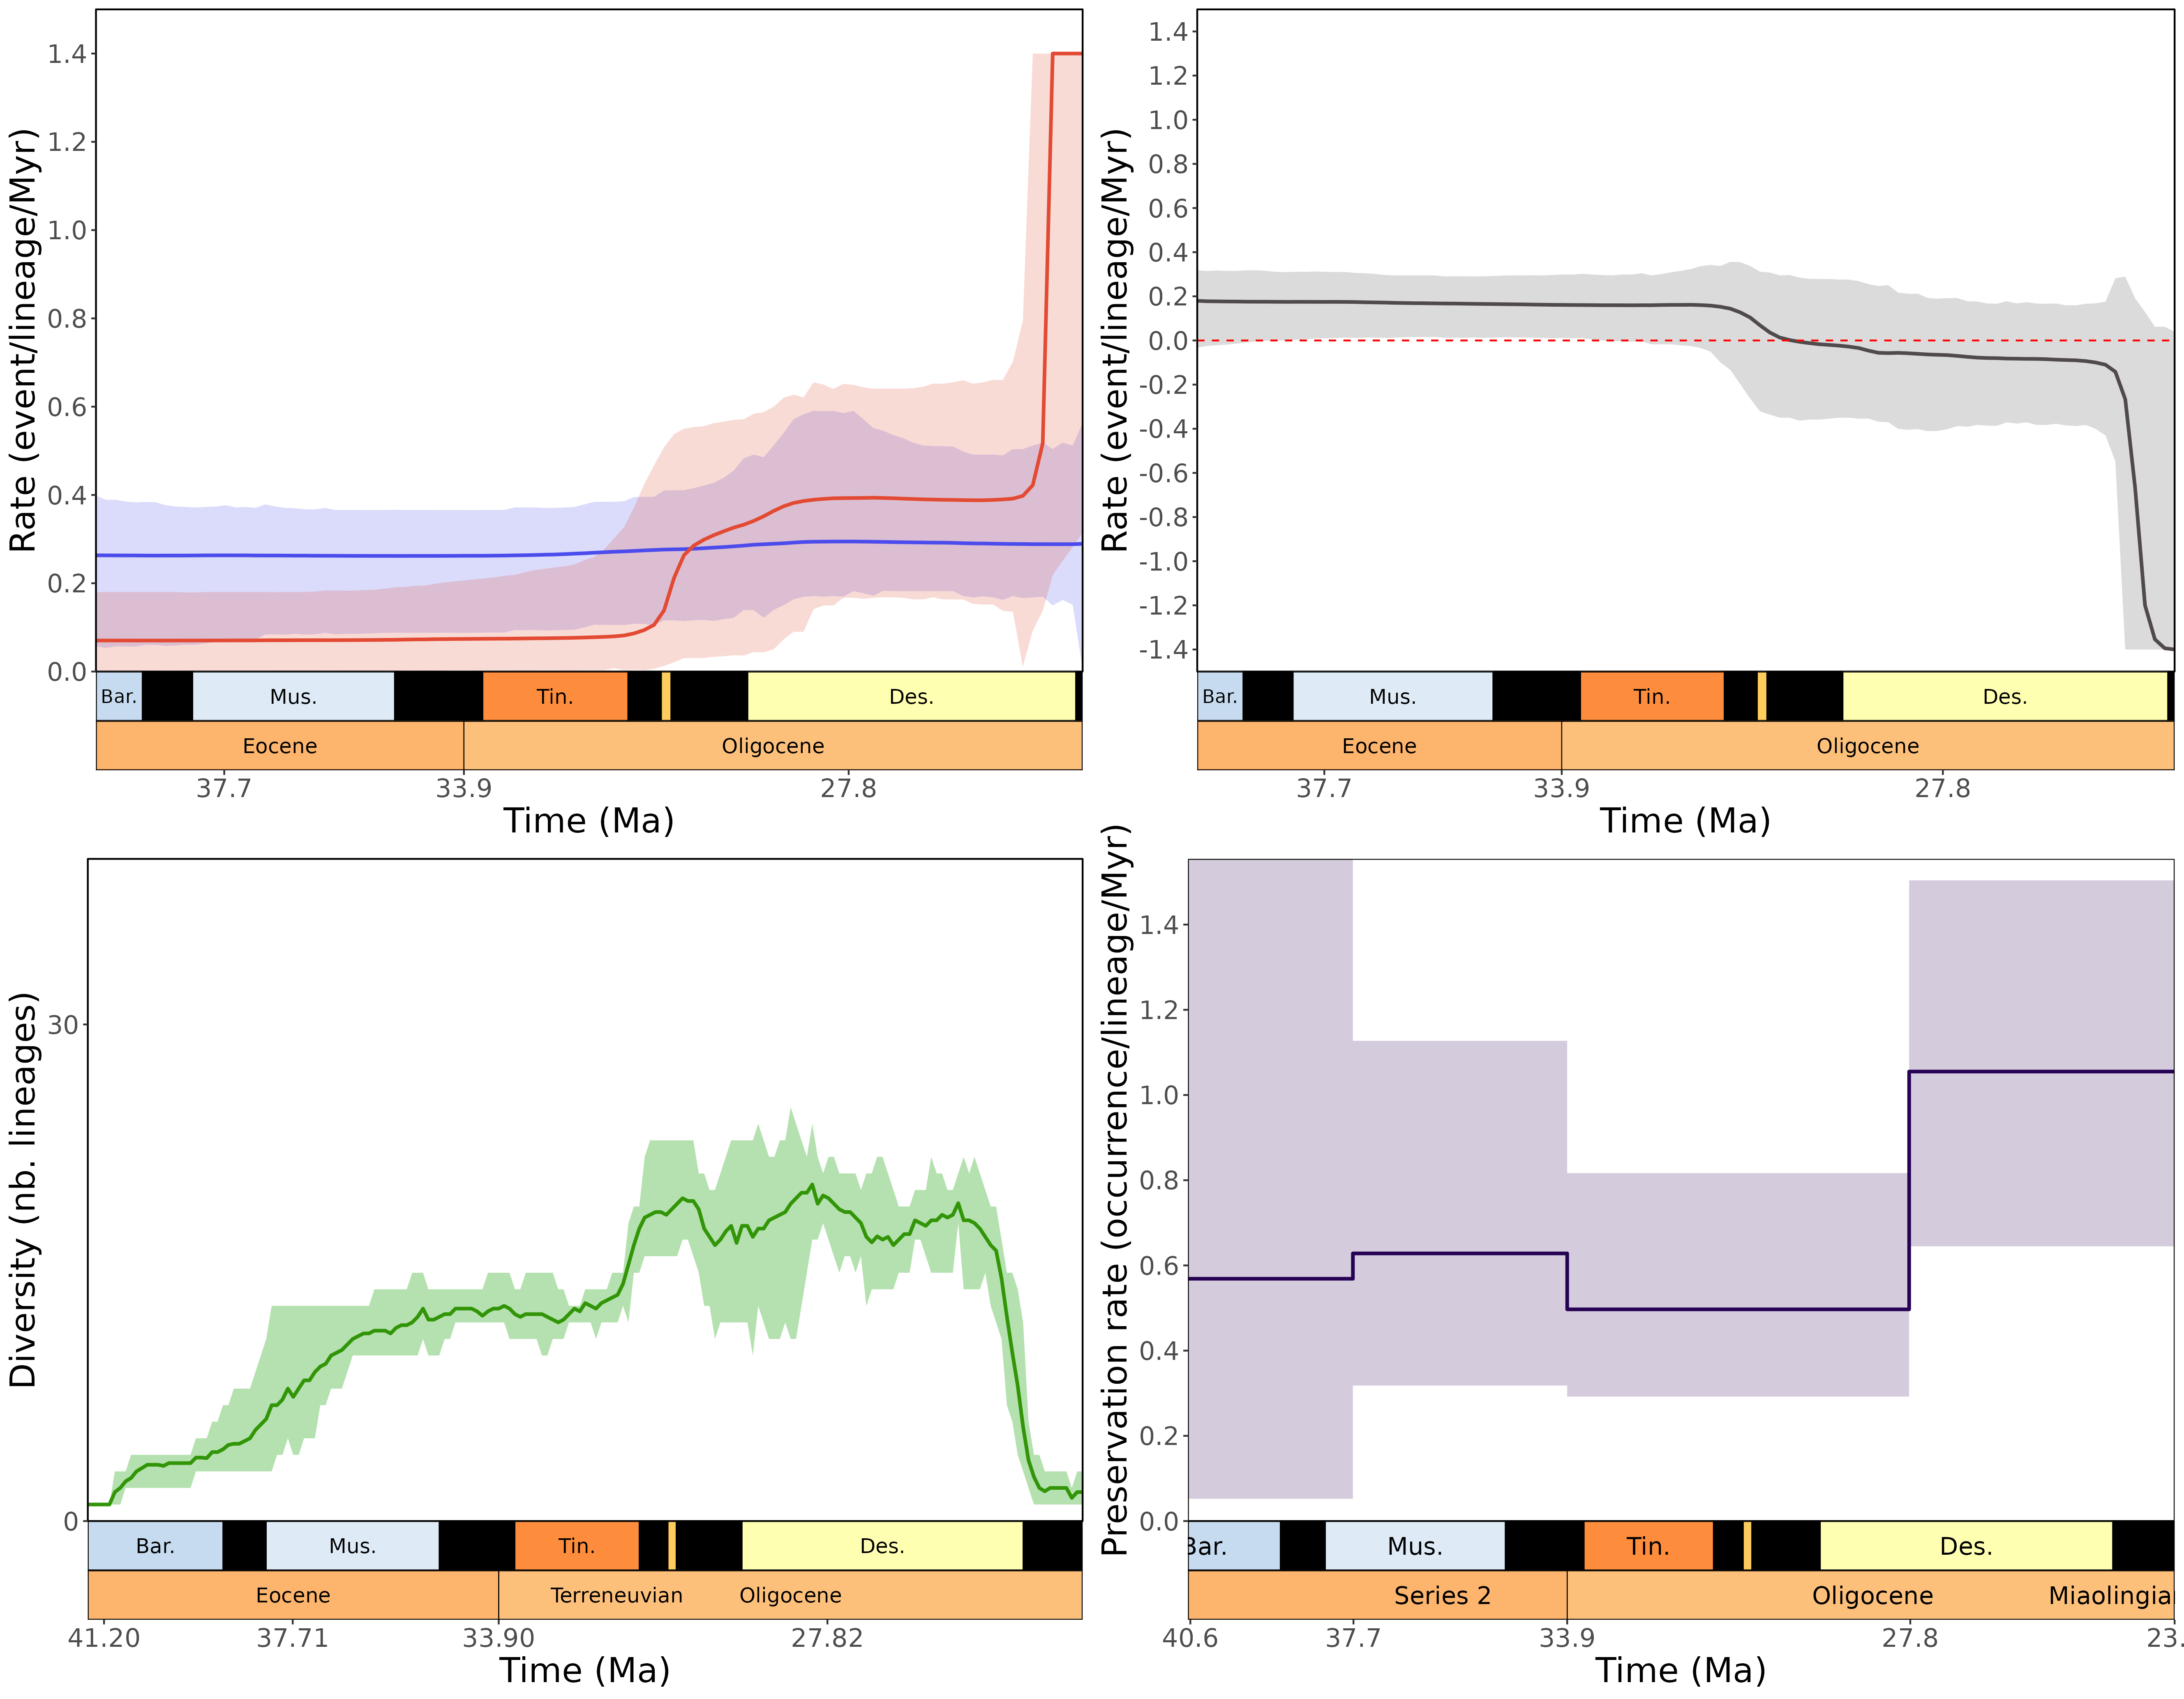 Rate (event/lineage/Myr)
1.4
1.2
1.0
0.8
0.6
0.4
0.2
0.0
Bar.
Mus.
Tin.
Des.
Eocene
Oligocene
37.7
33.9
27.8
Time (Ma)
Rate (event/lineage/Myr)
1.4
1.2
1.0
0.8
0.6
0.4
0.2
0.0
-0.2
-0.4
-0.6
-0.8
-1.0
-1.2
-1.4
Bar.
Mus.
Tin.
Des.
Eocene
Oligocene
37.7
33.9
27.8
Time (Ma)
Diversity (nb. lineages)
30
0
Bar.
Mus.
Tin.
Des.
Eocene
Terreneuvian
Oligocene
41.20
37.71
33.90
27.82
Time (Ma)
Preservation rate (occurrence/lineage/Myr)
1.4
1.2
1.0
0.8
0.6
0.4
0.2
0.0
Bar.
Mus.
Tin.
Des.
Series 2
Oligocene
Miaolingian
40.6
37.7
33.9
27.8
23.
Time (Ma)